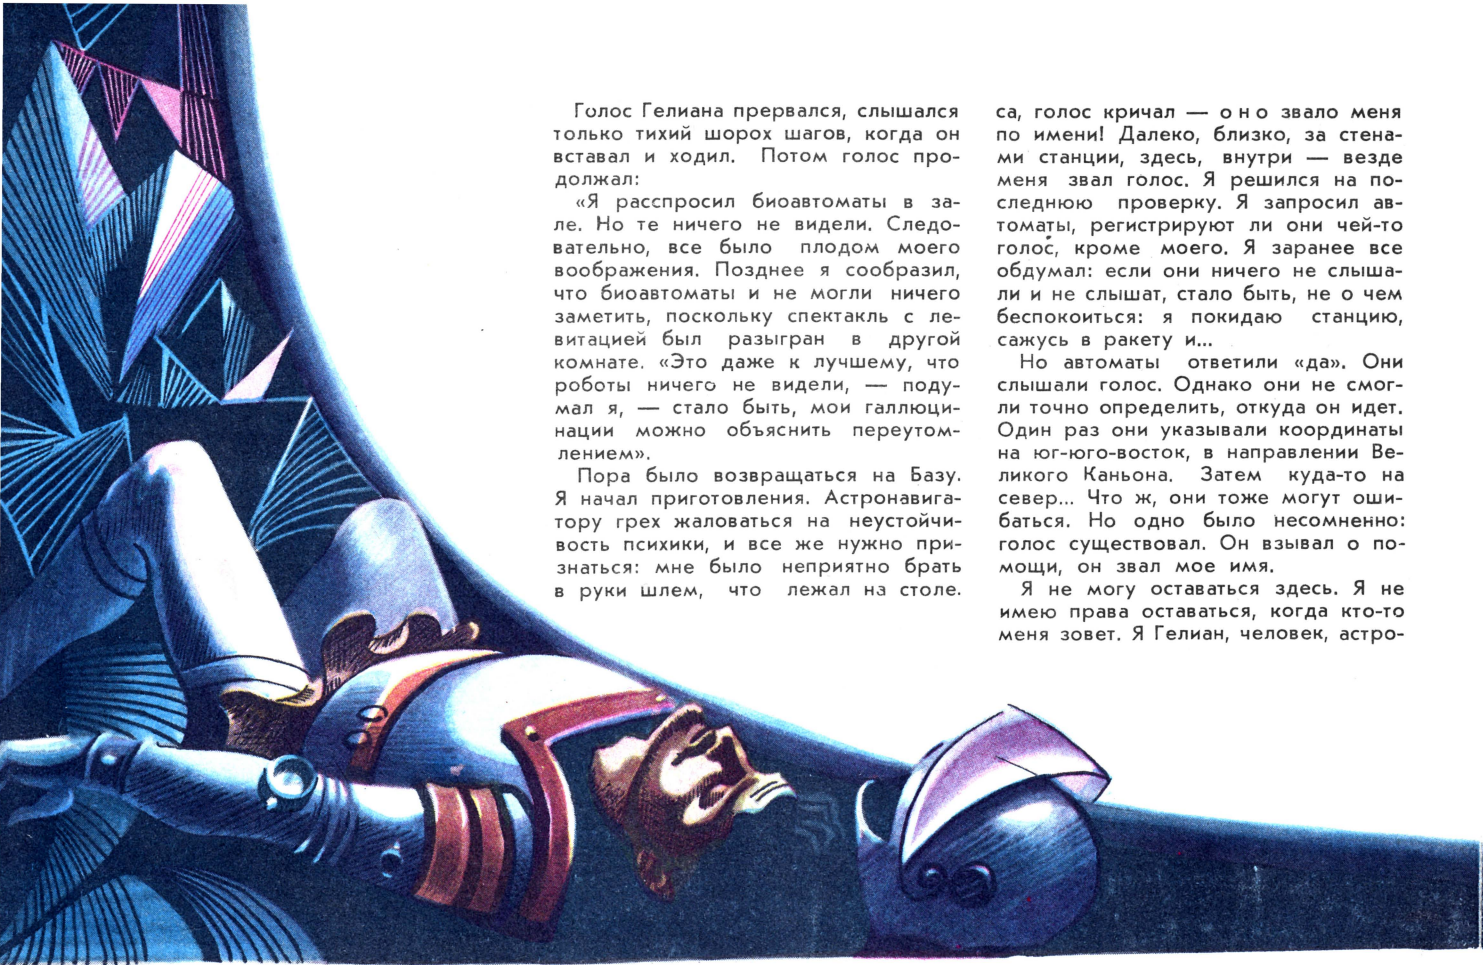 Голос Гелиана прервался, слышался
только тихий шорох шагов, когда он
вставал и ходил. Потом голос про-
должал:
«Я расспросил биоавтоматы в за-
ле. Но те ничего не видели. Следо-
вательно, все было плодом моего
воображения. Позднее я сообразил,
что биоавтоматы и не могли ничего
заметить, поскольку спектакль с ле-
витацией был разыгран в другой
комнате. «Это даже к лучшему, что
роботы ничего не видели, — поду-
мал я, — стало быть, мои галлюци-
нации можно объяснить переутом-
лением».
Пора было возвращаться на Базу.
Я начал приготовления. Астронавига-
тору грех жаловаться на неустойчи-
вость психики, и все же нужно при-
знаться: мне было неприятно брать
в руки шлем, что лежал на столе.
са, голос кричал — о н о звало меня
по имени! Далеко, близко, за стена-
ми станции, здесь, внутри — везде
меня звал голос. Я решился на по-
следнюю проверку. Я запросил ав-
томаты, регистрируют ли они чей-то
голос, кроме моего. Я заранее все
обдумал: если они ничего не слыша-
ли и не слышат, стало быть, не о чем
беспокоиться: я покидаю станцию,
сажусь в ракету и...
Но автоматы ответили «да». Они
слышали голос. Однако они не смог-
ли точно определить, откуда он идет.
Один раз они указывали координаты
на юг-юго-восток, в направлении Ве-
ликого Каньона. Затем куда-то на
север... Что ж, они тоже могут оши-
баться. Но одно было несомненно:
голос существовал. Он взывал о по-
мощи, он звал мое имя.
Я не могу оставаться здесь. Я не
имею права оставаться, когда кто-то
меня зовет. Я Гелиан, человек, астро-